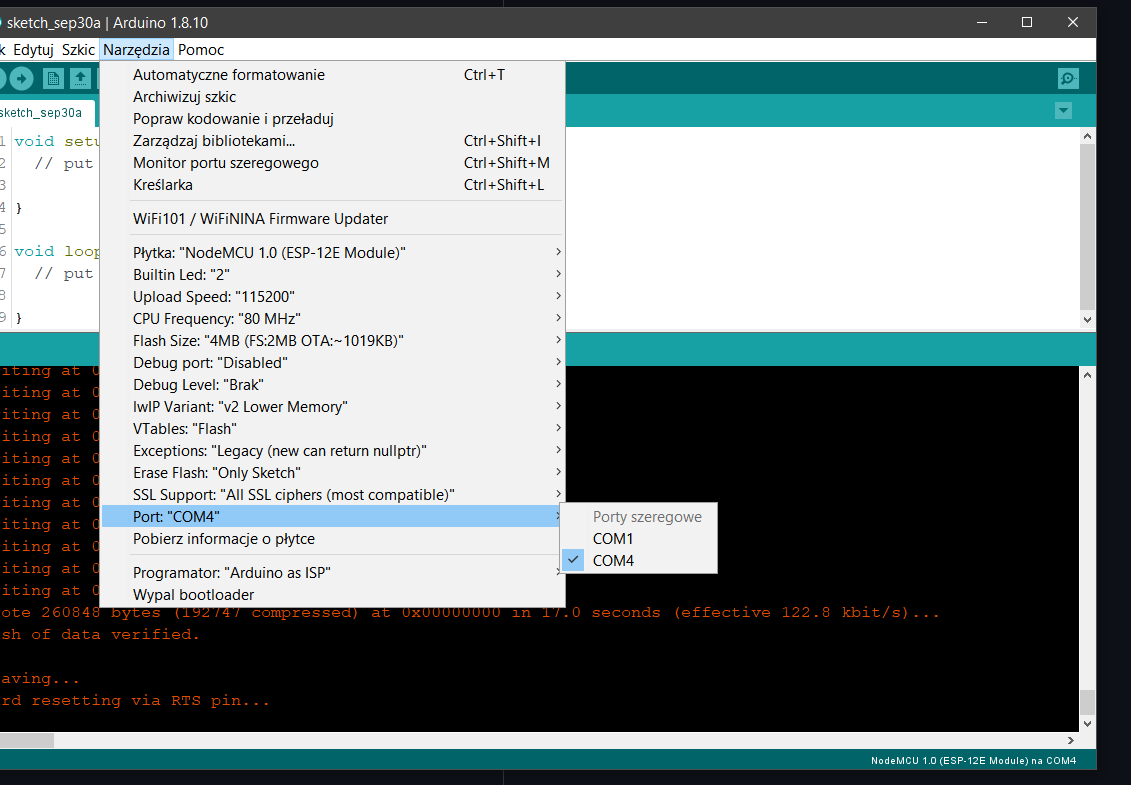 sketch_sep30a | Arduino 1.8.10
k Edytuj Szkic Narzędzia Pomoc
sketch_sep30a
Automatyczne formatowanie Ctrl+T
Archiwizuj szkic
Popraw kodowanie i przeładuj
Zarządzaj bibliotekami... Ctrl+Shift+I
Monitor portu szeregowego Ctrl+Shift+M
Kreślarka Ctrl+Shift+L
WiFi101 / WiFiNINA Firmware Updater
Płytka: "NodeMCU 1.0 (ESP-12E Module)"
Builtin Led: "2"
Upload Speed: "115200"
CPU Frequency: "80 MHz"
Flash Size: "4MB (FS:2MB OTA:~1019KB)"
Debug port: "Disabled"
Debug Level: "Brak"
lwIP Variant: "v2 Lower Memory"
VTables: "Flash"
Exceptions: "Legacy (new can return nullptr)"
Erase Flash: "Only Sketch"
SSL Support: "All SSL ciphers (most compatible)"
Port: "COM4"
Pobierz informacje o płytce
Programator: "Arduino as ISP"
Wypal bootloader
Porty szeregowe
COM1
COM4
1 void setu
2 // put
3
4 }
5
6 void loop
7 // put
8
9 }
iting at 0
iting at 0
iting at 0
iting at 0
iting at 0
iting at 0
iting at 0
iting at 0
iting at 0
iting at 0
iting at 0
ote 260848 bytes (192747 compressed) at 0x00000000 in 17.0 seconds (effective 122.8 kbit/s)...
sh of data verified.
aving...
rd resetting via RTS pin...
NodeMCU 1.0 (ESP-12E Module) na COM4